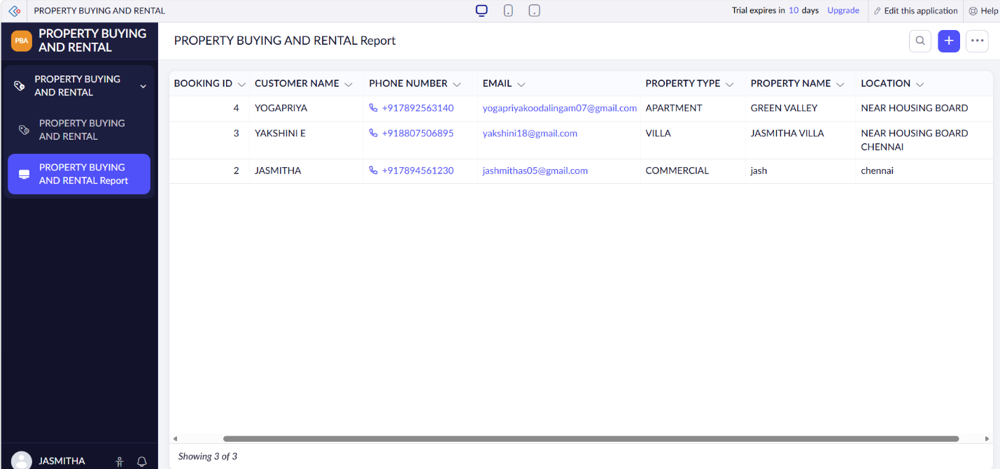 PROPERTY BUYING AND RENTAL
Trial expires in 10 days Upgrade Edit this application Help
PBA
PROPERTY BUYING
AND RENTAL
PROPERTY BUYING
AND RENTAL
PROPERTY BUYING
AND RENTAL
PROPERTY BUYING
AND RENTAL Report
JASMITHA
PROPERTY BUYING AND RENTAL Report
BOOKING ID CUSTOMER NAME PHONE NUMBER EMAIL PROPERTY TYPE PROPERTY NAME LOCATION
4 YOGAPRIYA +917892563140 yogapriyakoodalingam07@gmail.com APARTMENT GREEN VALLEY NEAR HOUSING BOARD
3 YAKSHINI E +918807506895 yakshini18@gmail.com VILLA JASMITHA VILLA NEAR HOUSING BOARD
CHENNAI
2 JASMITHA +917894561230 jashmithas05@gmail.com COMMERCIAL jash chennai
Showing 3 of 3